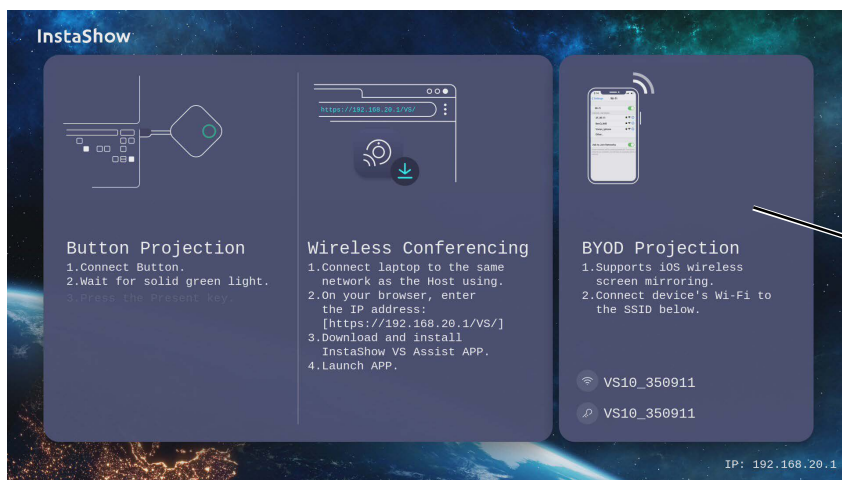 InstaShow
https://192.168.20.1/VS/
Button Projection
1.Connect Button.
2.Wait for solid green light.
3.Press the Present key.
Wireless Conferencing
1.Connect laptop to the same
network as the Host using.
2.On your browser, enter
the IP address:
[https://192.168.20.1/VS/]
3.Download and install
InstaShow VS Assist APP.
4.Launch APP.
BYOD Projection
1.Supports iOS wireless
screen mirroring.
2.Connect device's Wi-Fi to
the SSID below.
VS10_350911
VS10_350911
IP: 192.168.20.1